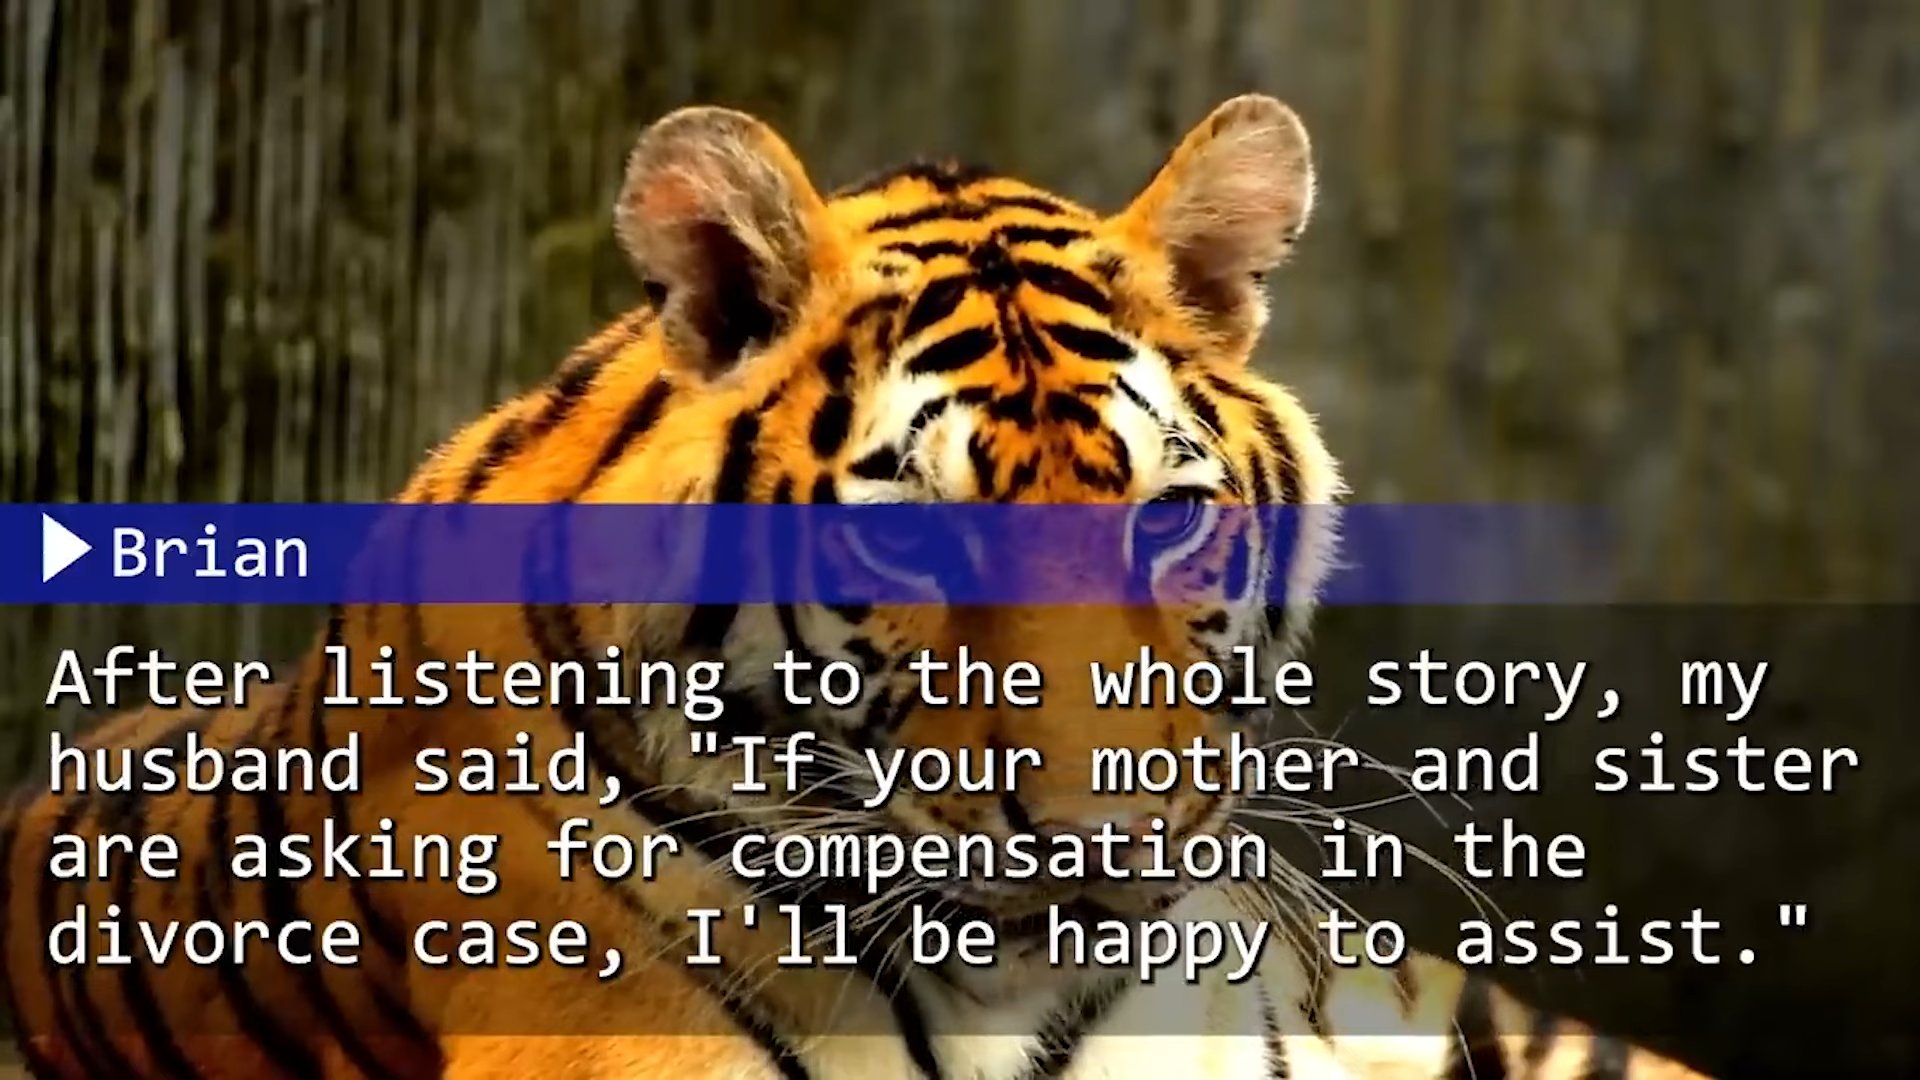 Brian
After listening to the whole story, my
husband said, "If your mother and sister
are asking for compensation in the
divorce case, I'll be happy to assist."